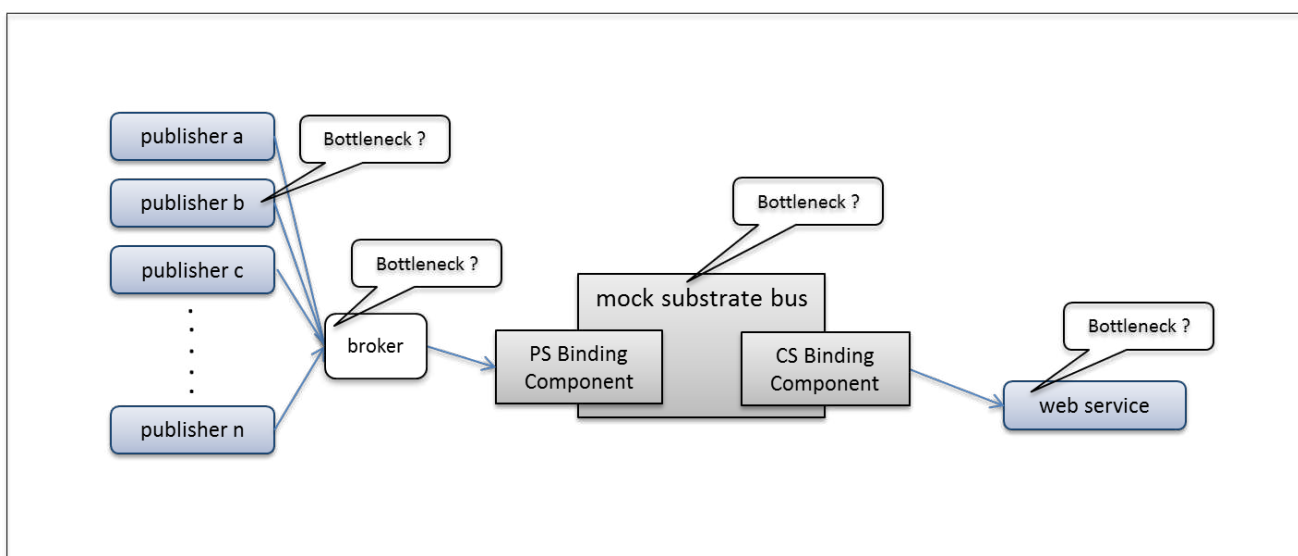 publisher a
Bottleneck ?
publisher b
Bottleneck ?
publisher c
Bottleneck ?
mock substrate bus
broker
PS Binding
Component
CS Binding
Component
Bottleneck ?
web service
publisher n